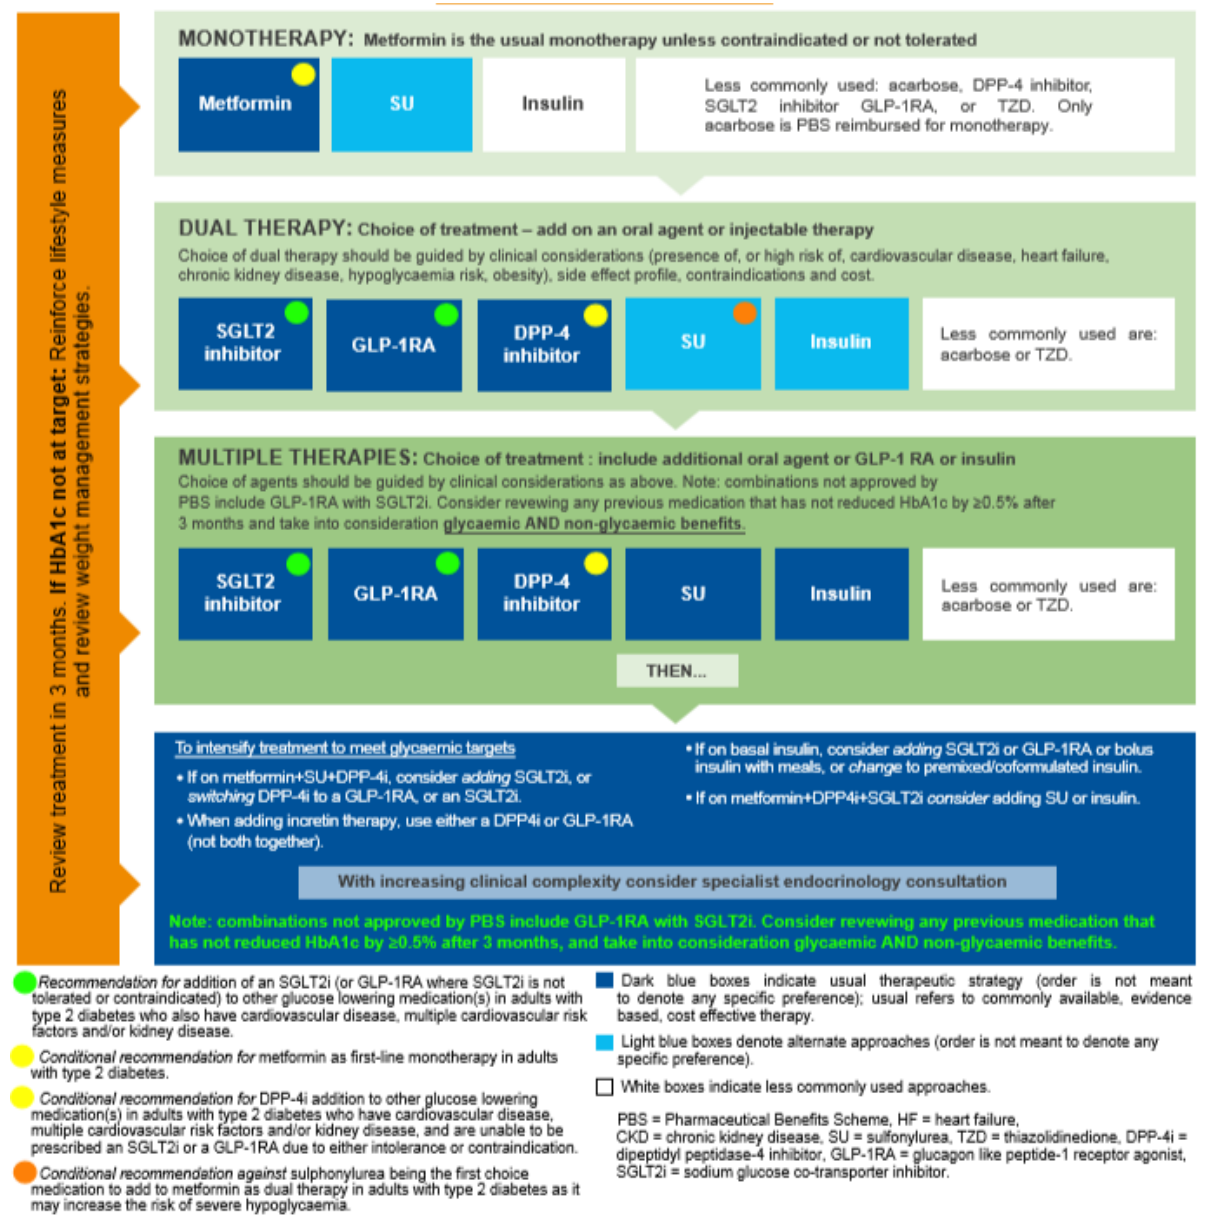 Review treatment in 3 months. If HbA1c not at target: Reinforce lifestyle measures
and review weight management strategies.
MONOTHERAPY: Metformin is the usual monotherapy unless contraindicated or not tolerated
Metformin
SU
Insulin
Less commonly used: acarbose, DPP-4 inhibitor,
SGLT2 inhibitor GLP-1RA, or TZD. Only
acarbose is PBS reimbursed for monotherapy.
DUAL THERAPY: Choice of treatment – add on an oral agent or injectable therapy
Choice of dual therapy should be guided by clinical considerations (presence of, or high risk of, cardiovascular disease, heart failure,
chronic kidney disease, hypoglycaemia risk, obesity), side effect profile, contraindications and cost.
SGLT2
inhibitor
GLP-1RA
DPP-4
inhibitor
SU
Insulin
Less commonly used are:
acarbose or TZD.
MULTIPLE THERAPIES: Choice of treatment : include additional oral agent or GLP-1 RA or insulin
Choice of agents should be guided by clinical considerations as above. Note: combinations not approved by
PBS include GLP-1RA with SGLT2i. Consider revewing any previous medication that has not reduced HbA1c by ≥0.5% after
3 months and take into consideration glycaemic AND non-glycaemic benefits.
SGLT2
inhibitor
GLP-1RA
DPP-4
inhibitor
SU
Insulin
Less commonly used are:
acarbose or TZD.
THEN...
To intensify treatment to meet glycaemic targets
• If on metformin+SU+DPP-4i, consider adding SGLT2i, or
switching DPP-4i to a GLP-1RA, or an SGLT2i.
• When adding incretin therapy, use either a DPP4i or GLP-1RA
(not both together).
• If on basal insulin, consider adding SGLT2i or GLP-1RA or bolus
insulin with meals, or change to premixed/coformulated insulin.
• If on metformin+DPP4i+SGLT2i consider adding SU or insulin.
With increasing clinical complexity consider specialist endocrinology consultation
Note: combinations not approved by PBS include GLP-1RA with SGLT2i. Consider revewing any previous medication that
has not reduced HbA1c by ≥0.5% after 3 months, and take into consideration glycaemic AND non-glycaemic benefits.
Recommendation for addition of an SGLT2i (or GLP-1RA where SGLT2i is not
tolerated or contraindicated) to other glucose lowering medication(s) in adults with
type 2 diabetes who also have cardiovascular disease, multiple cardiovascular risk
factors and/or kidney disease.
Conditional recommendation for metformin as first-line monotherapy in adults
with type 2 diabetes.
Conditional recommendation for DPP-4i addition to other glucose lowering
medication(s) in adults with type 2 diabetes who have cardiovascular disease,
multiple cardiovascular risk factors and/or kidney disease, and are unable to be
prescribed an SGLT2i or a GLP-1RA due to either intolerance or contraindication.
Conditional recommendation against sulphonylurea being the first choice
medication to add to metformin as dual therapy in adults with type 2 diabetes as it
may increase the risk of severe hypoglycaemia.
Dark blue boxes indicate usual therapeutic strategy (order is not meant
to denote any specific preference); usual refers to commonly available, evidence
based, cost effective therapy.
Light blue boxes denote alternate approaches (order is not meant to denote any
specific preference).
White boxes indicate less commonly used approaches.
PBS = Pharmaceutical Benefits Scheme, HF = heart failure,
CKD = chronic kidney disease, SU = sulfonylurea, TZD = thiazolidinedione, DPP-4i =
dipeptidyl peptidase-4 inhibitor, GLP-1RA = glucagon like peptide-1 receptor agonist,
SGLT2i = sodium glucose co-transporter inhibitor.